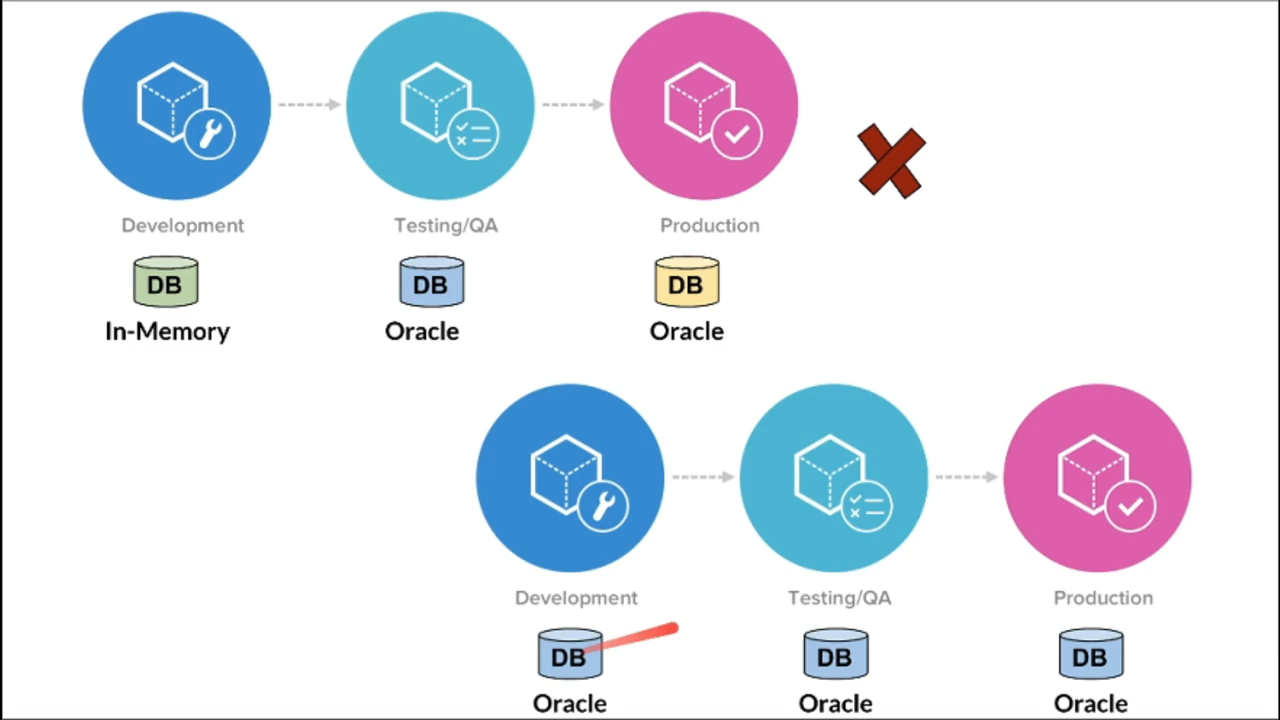 Development Testing/QA Production
DB DB DB
In-Memory Oracle Oracle
Development Testing/QA Production
DB DB DB
Oracle Oracle Oracle